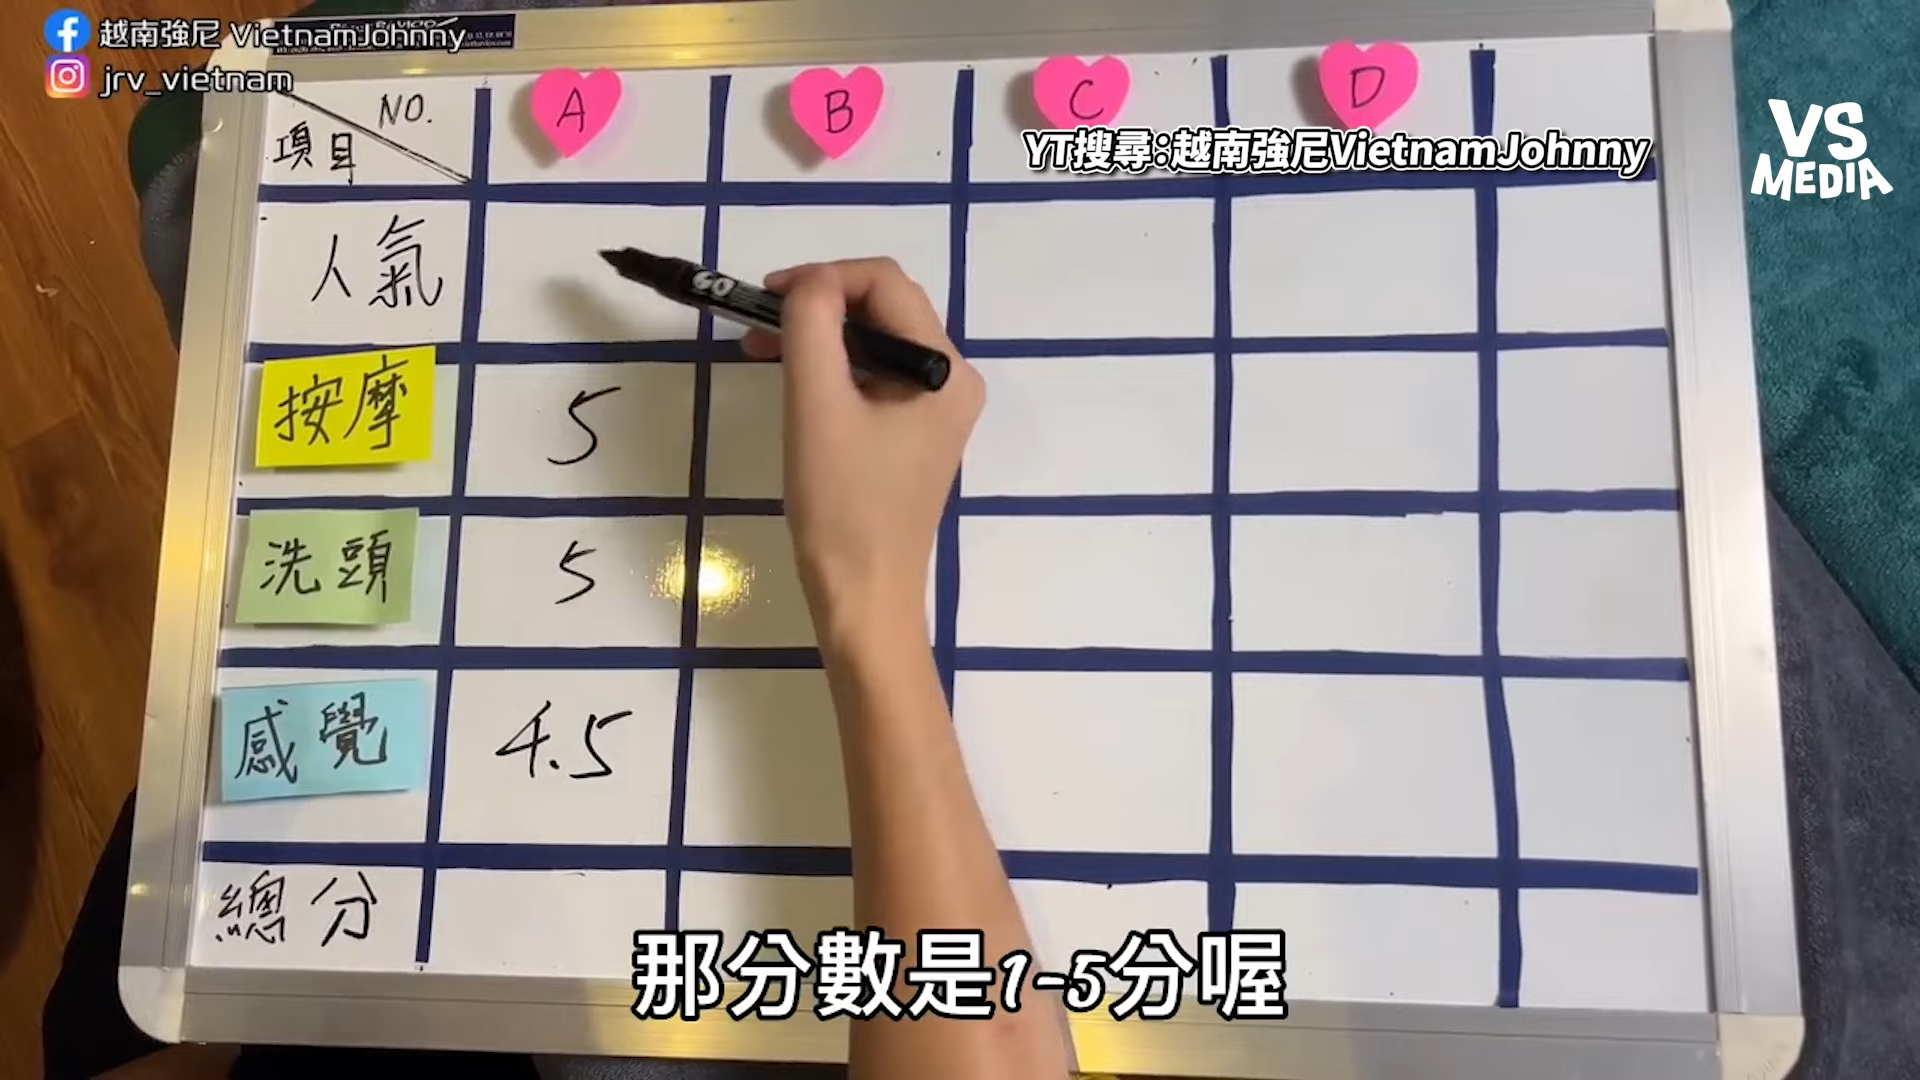 越南強尼 VietnamJohnny
jrv_vietnam
VS
MEDIA
YT搜尋:越南強尼VietnamJohnny
NO.
項目
A
B
C
D
人氣
GO
按摩
5
洗頭
5
感覺
4.5
總分
那分數是1-5分喔